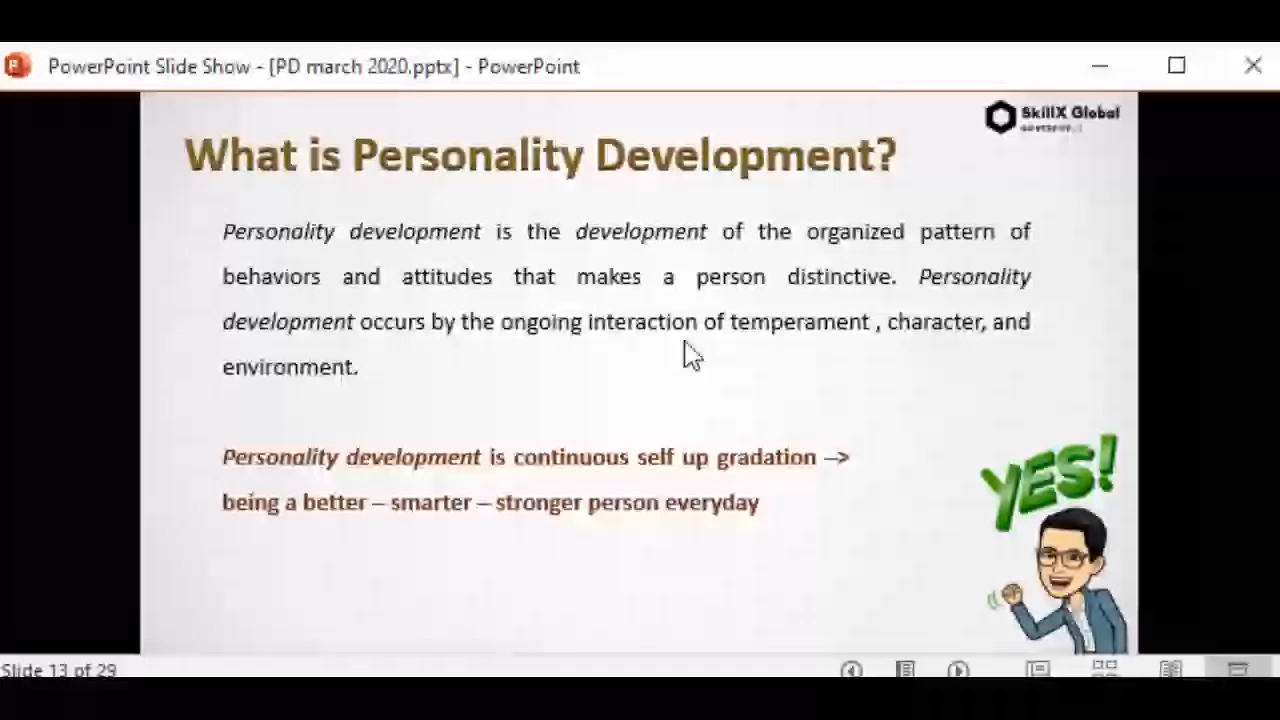 PowerPoint Slide Show - [PD march 2020.pptx] - PowerPoint
SkillX Global
What is Personality Development?
Personality development is the development of the organized pattern of
behaviors and attitudes that makes a person distinctive. Personality
development occurs by the ongoing interaction of temperament , character, and
environment.
Personality development is continuous self up gradation –>
being a better – smarter – stronger person everyday
YES!
Slide 13 of 29